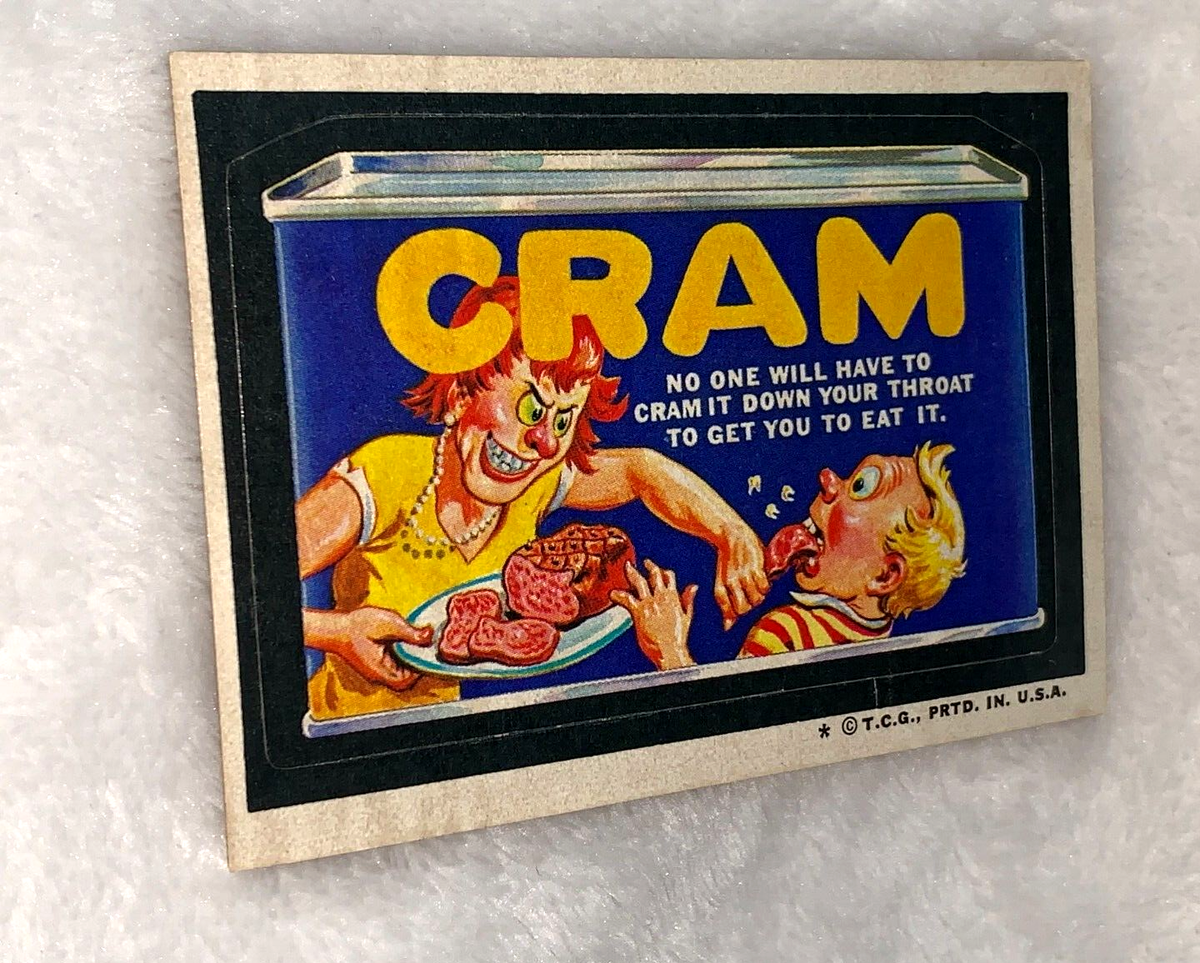 CRAM
NO ONE WILL HAVE TO
CRAM IT DOWN YOUR THROAT
TO GET YOU TO EAT IT.
* © T.C.G., PRTD. IN. U.S.A.